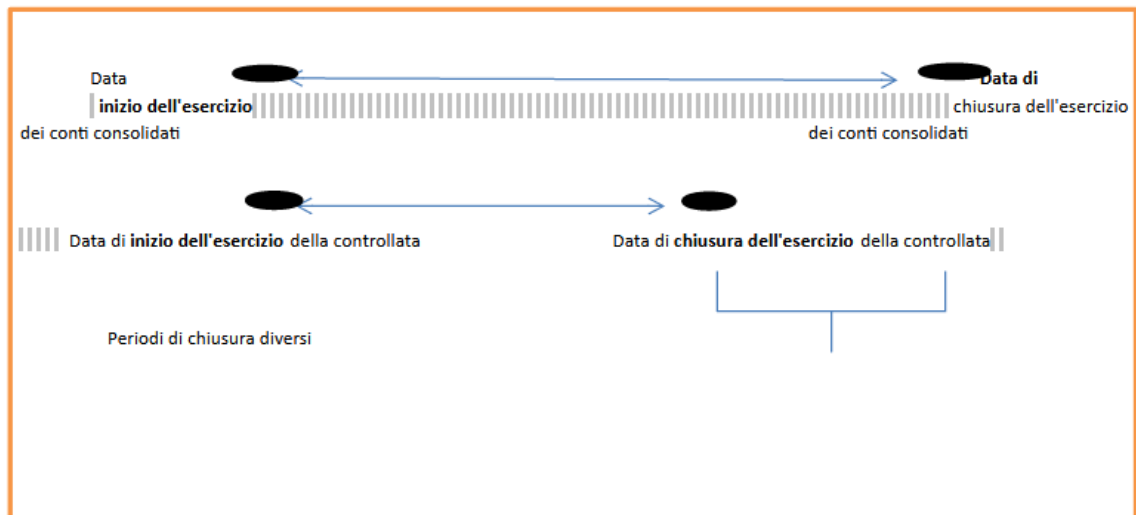 Data
Data di
inizio dell'esercizio
chiusura dell'esercizio
dei conti consolidati
dei conti consolidati
Data di inizio dell'esercizio della controllata
Data di chiusura dell'esercizio della controllata
Periodi di chiusura diversi